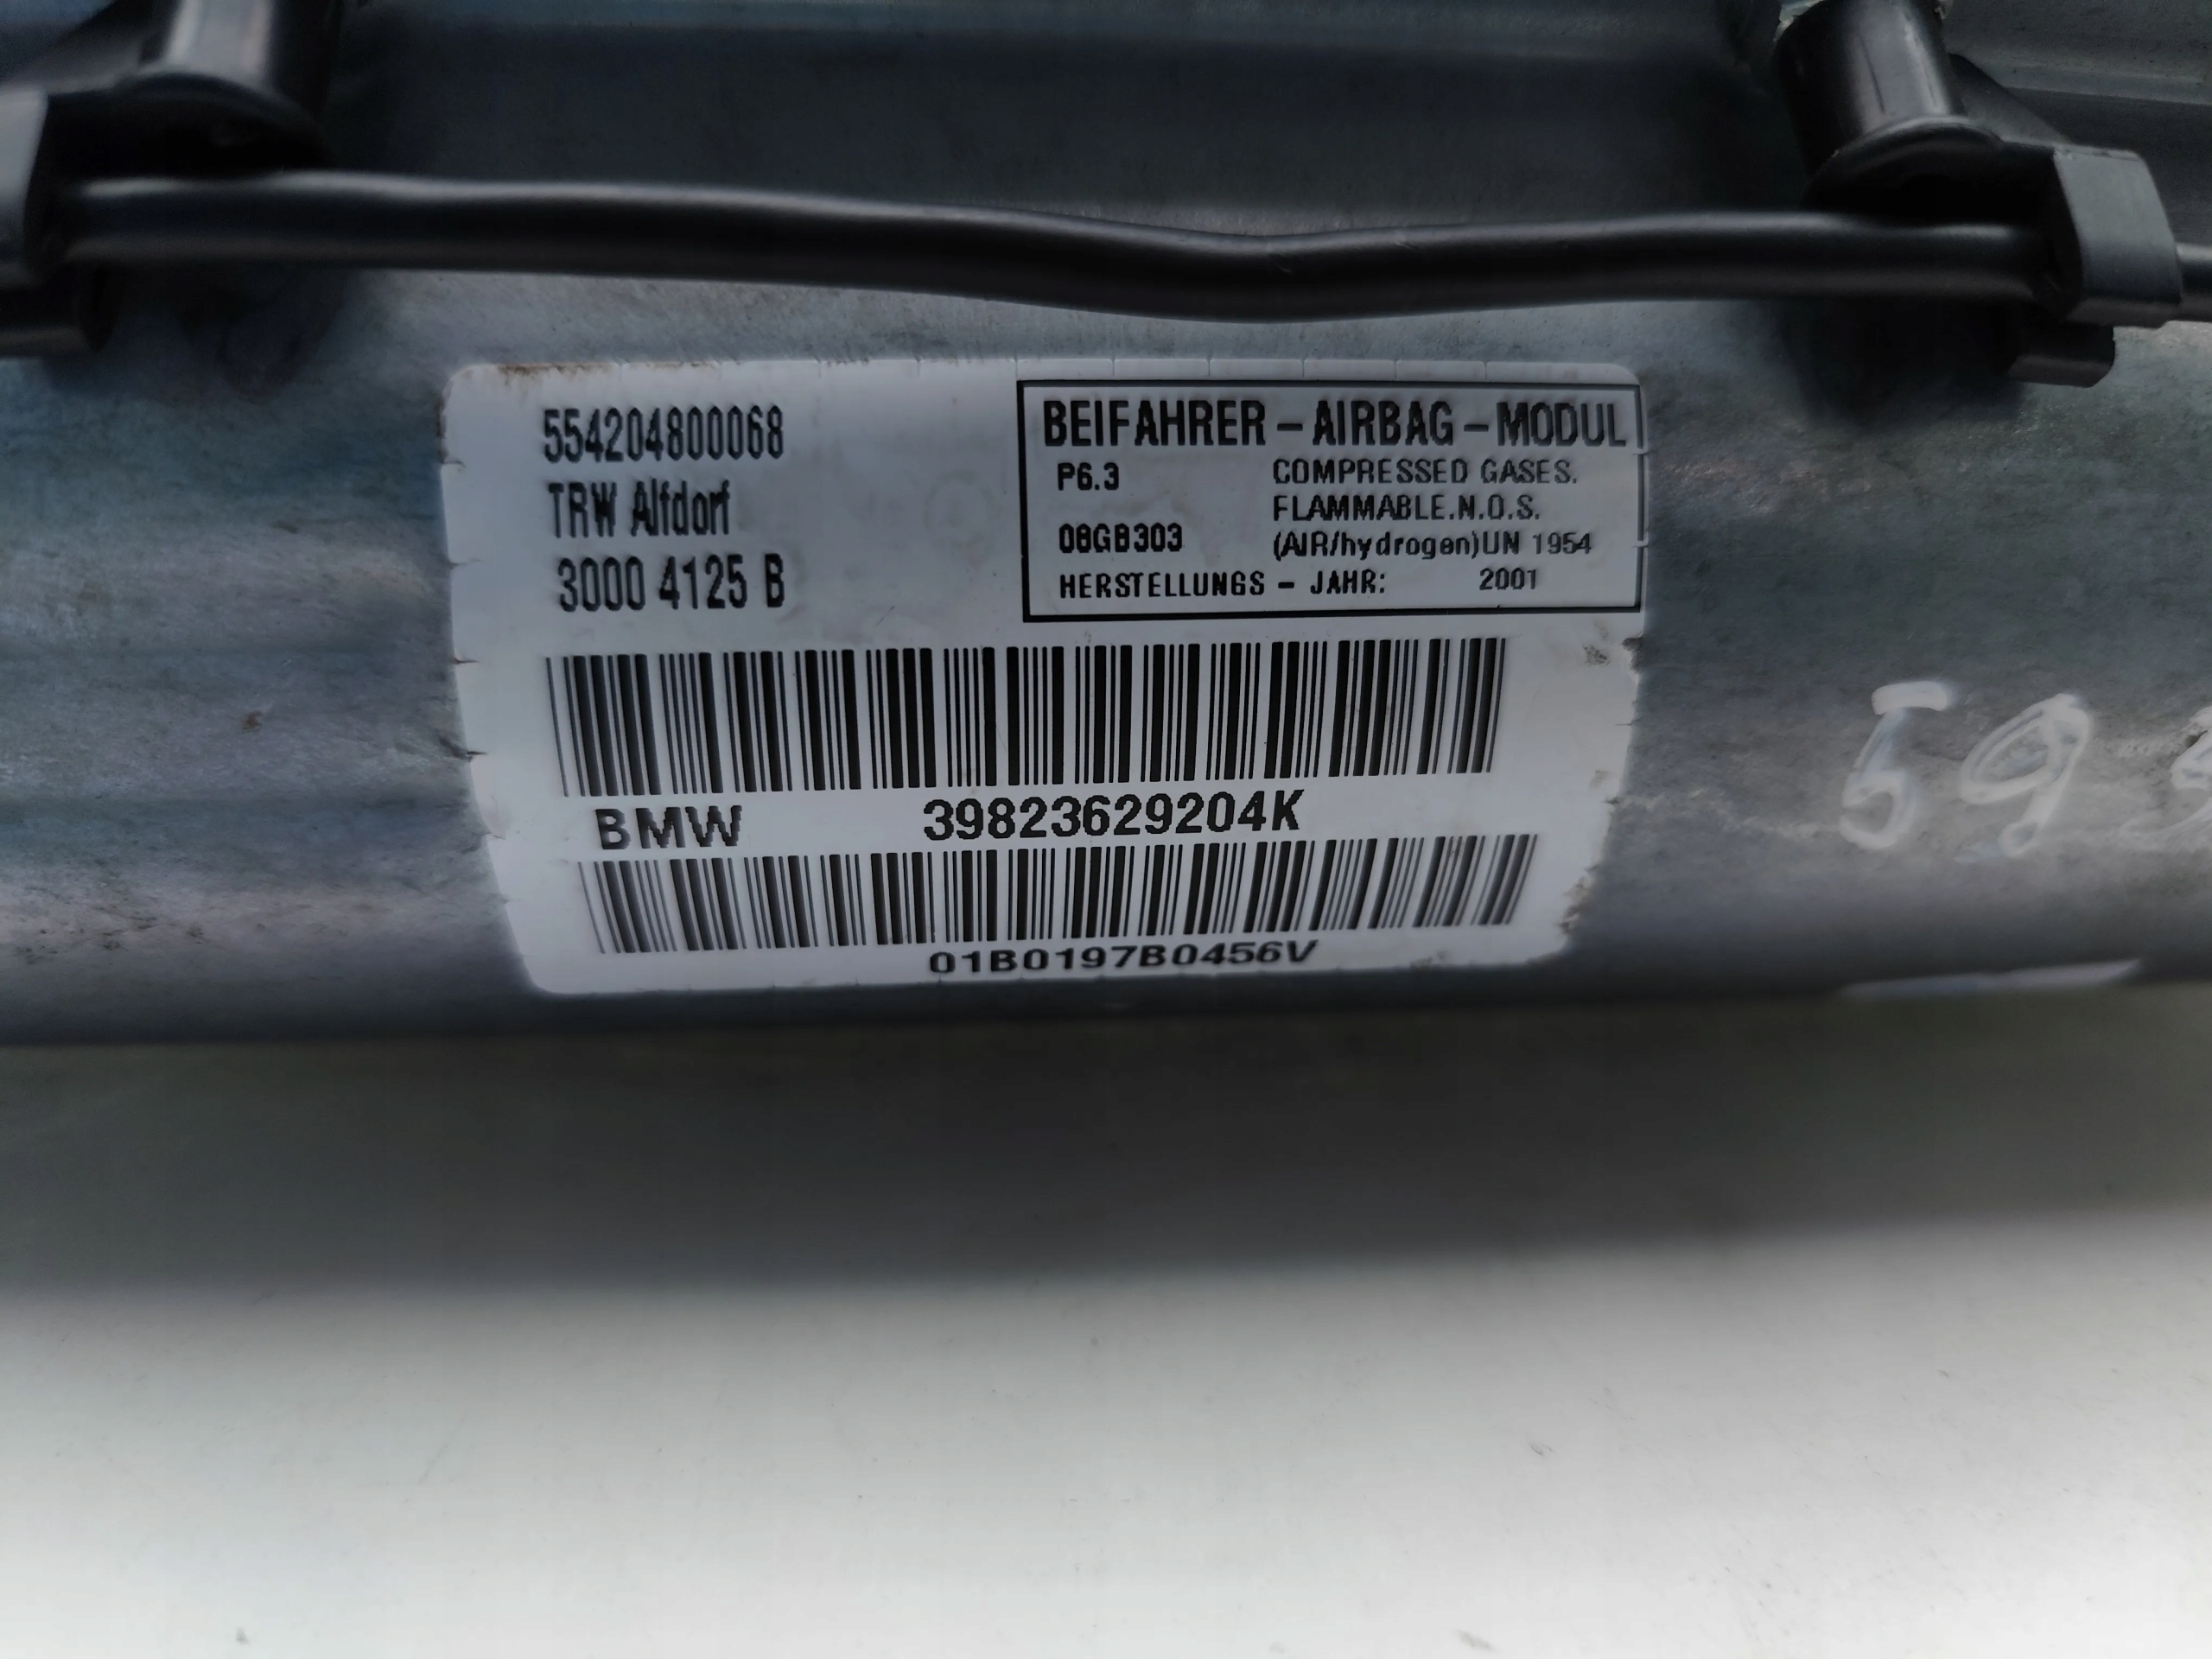 554204800068
TRW Alfdorf
3000 4125 B
BEIFAHRER - AIRBAG - MODUL
P6.3 COMPRESSED GASES.
FLAMMABLE.N.O.S.
08GB303 (AIR/hydrogen)UN 1954
HERSTELLUNGS - JAHR: 2001
BMW 39823629204K
01B0197B0456V
59